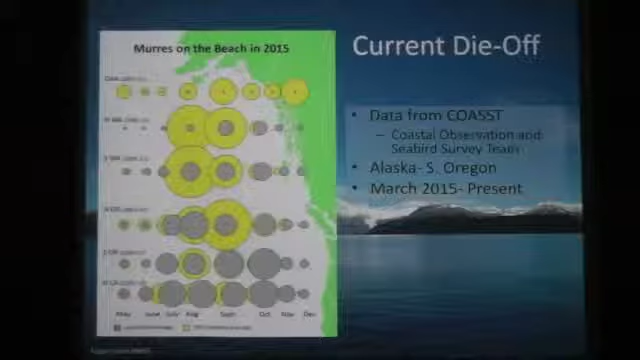 Murres on the Beach in 2015
Current Die-Off
• Data from COASST
– Coastal Observation and
Seabird Survey Team
• Alaska- S. Oregon
• March 2015- Present
May June July Aug Sept Oct Nov Dec